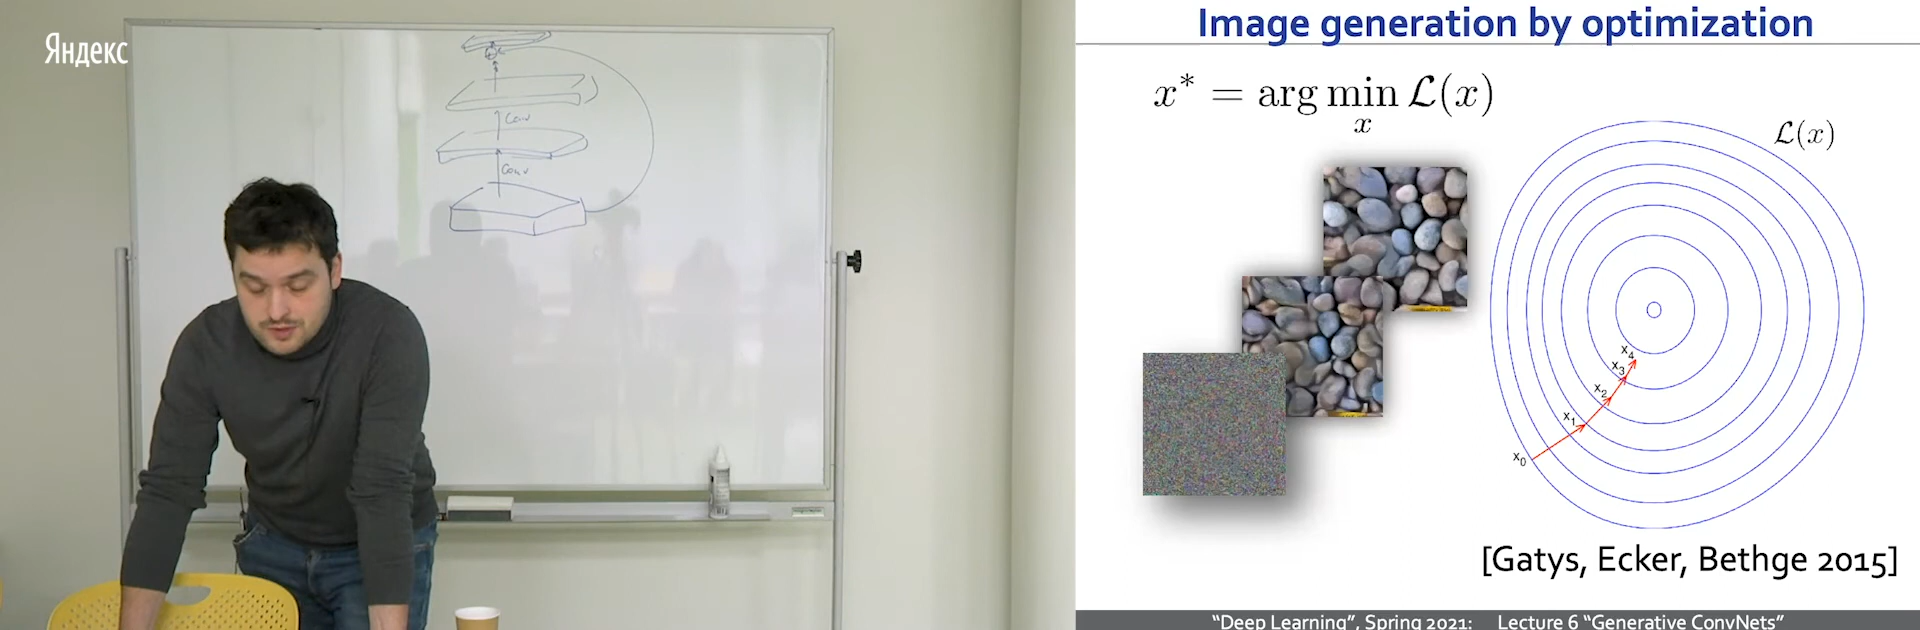 Яндекс
Conv
Conv
Image generation by optimization
x* = arg min L(x)
x
L(x)
x₄
x₃
x₂
x₁
x₀
[Gatys, Ecker, Bethge 2015]
"Deep Learning", Spring 2021: Lecture 6 "Generative ConvNets"